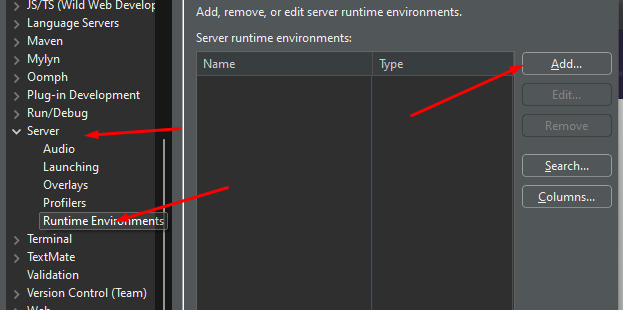 JS/TS (Wild Web Develop
Language Servers
Maven
Mylyn
Oomph
Plug-in Development
Run/Debug
Server
Audio
Launching
Overlays
Profilers
Runtime Environments
Terminal
TextMate
Validation
Version Control (Team)
Web
Add, remove, or edit server runtime environments.
Server runtime environments:
Name Type
Add...
Edit...
Remove
Search...
Columns...